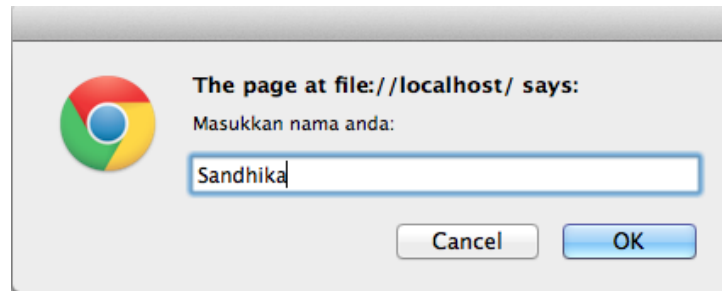 The page at file://localhost/ says:
Masukkan nama anda:
Sandhika
Cancel OK